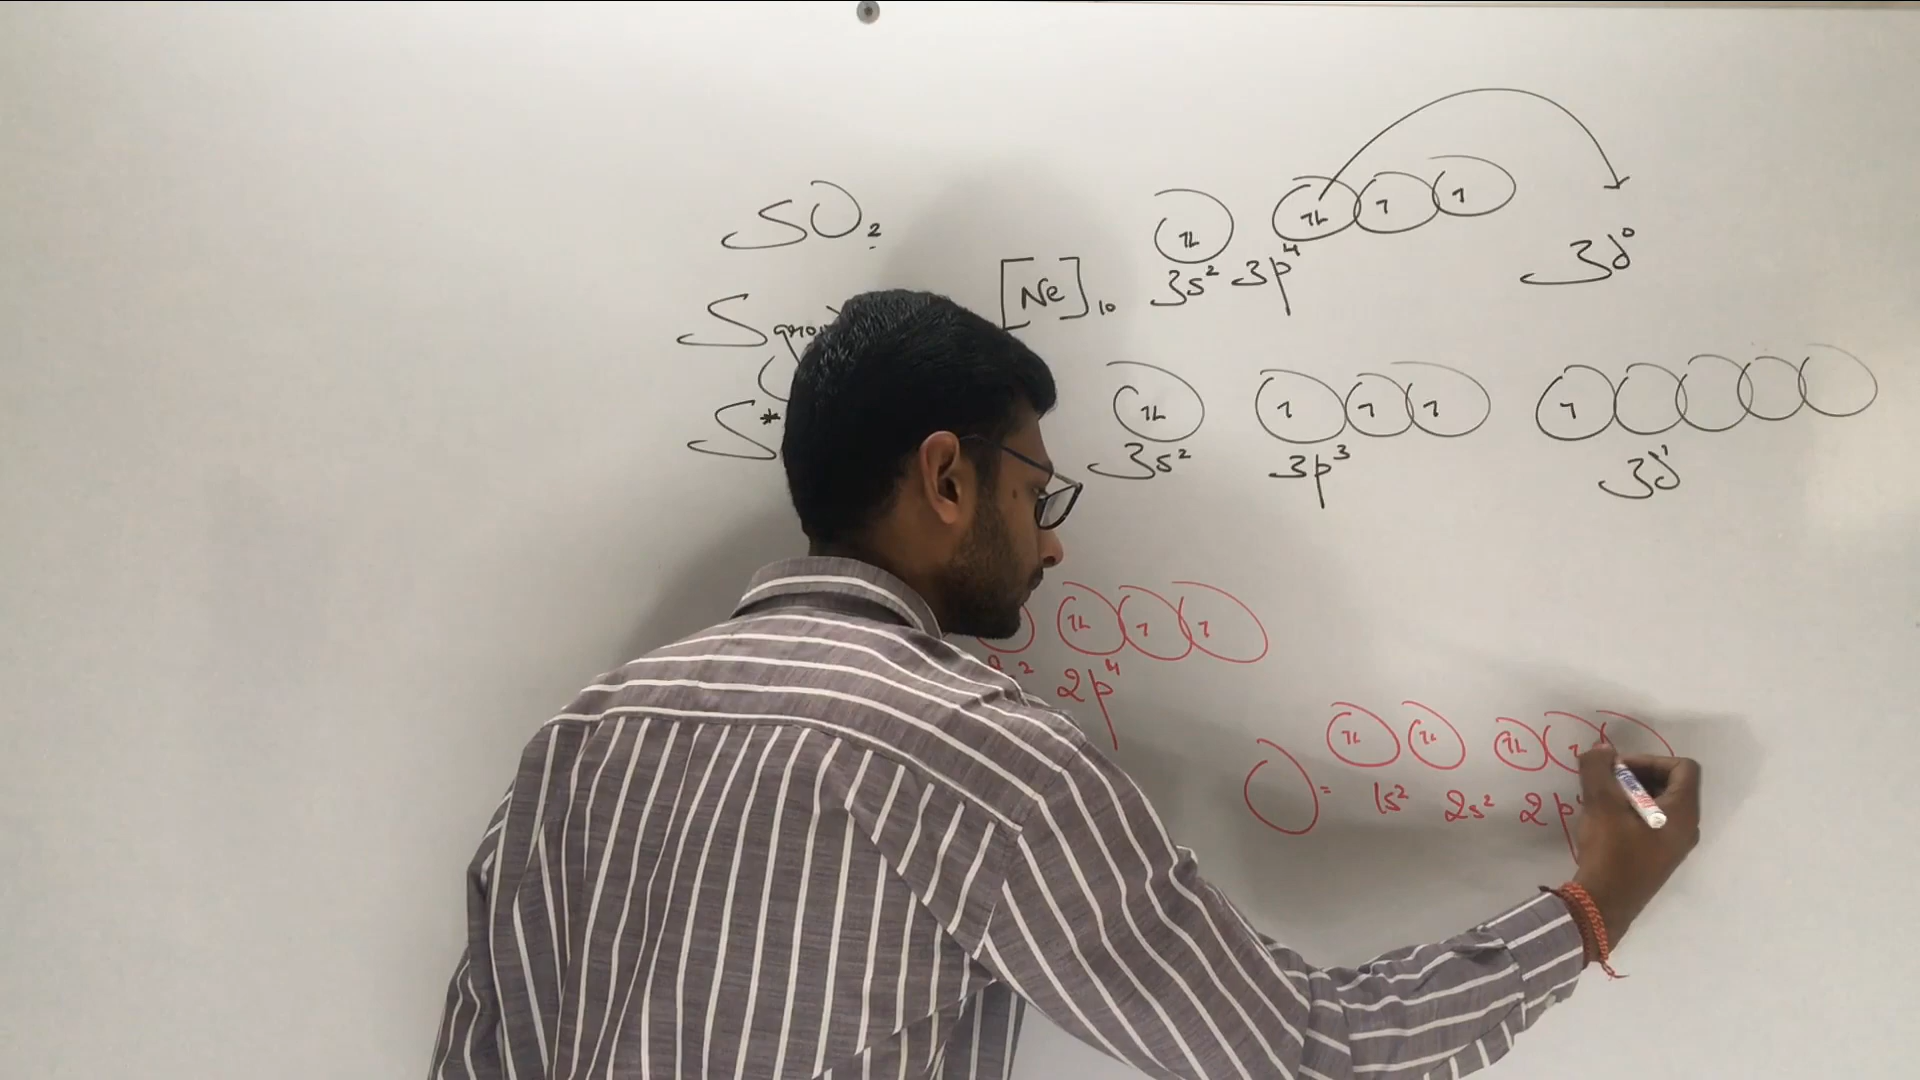 SO₂
[Ne]₁₀ 3s² 3p⁴ 3d⁰
S
S*
3s² 3p³ 3d¹
2p⁴
O = 1s² 2s² 2p